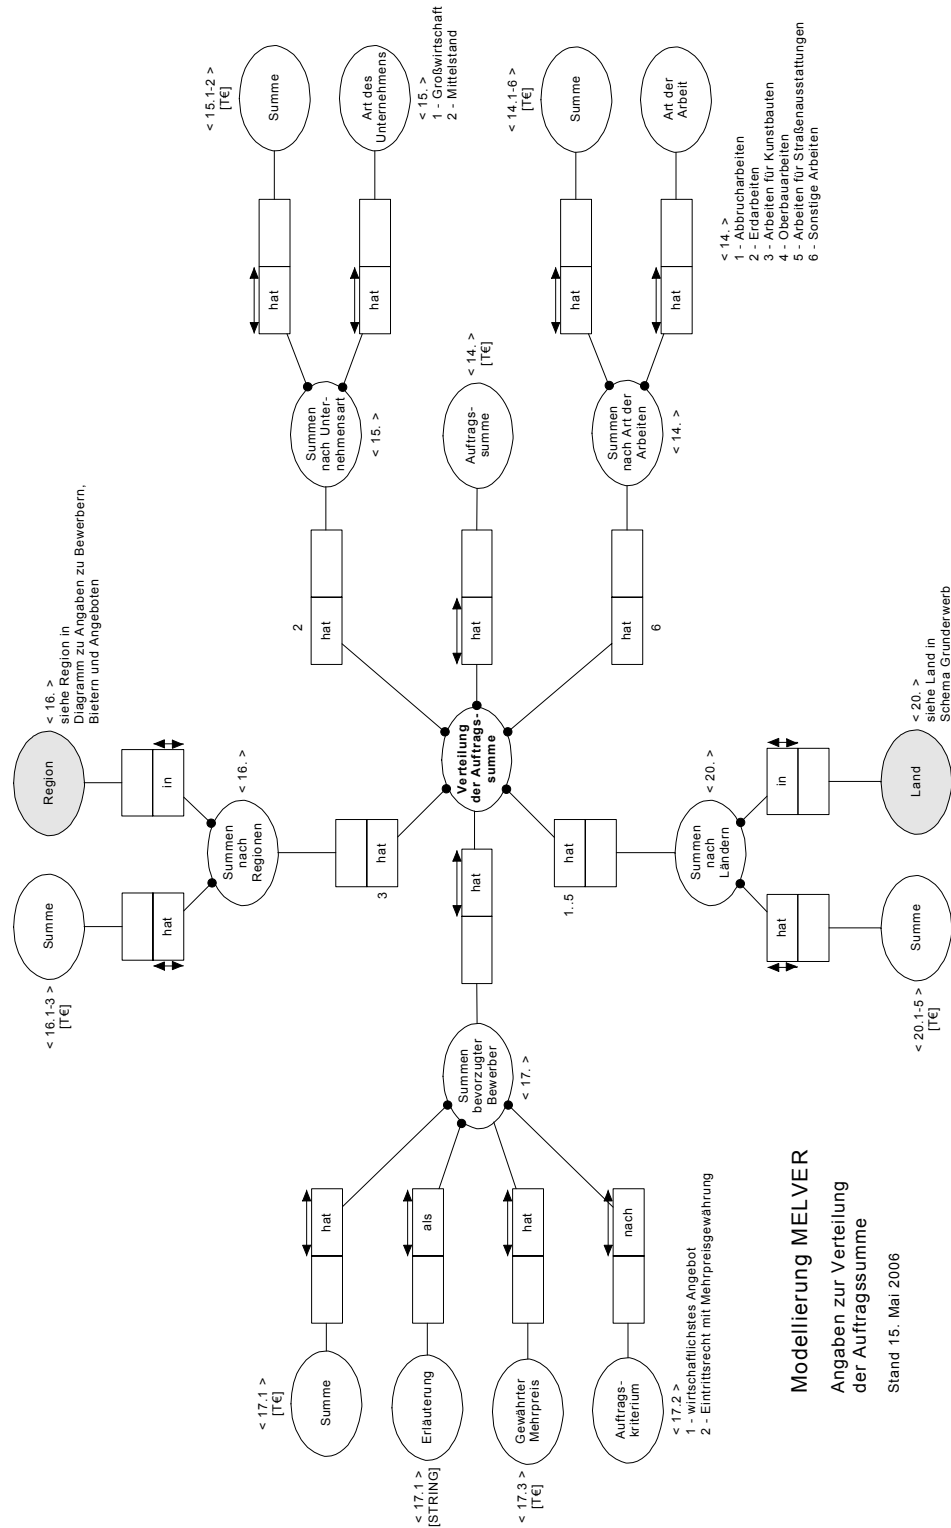 < 16.1-3 >
[T€]
Summe
hat
Summen
nach
Regionen
< 16. >
in
Region
< 16. >
siehe Region in
Diagramm zu Angaben zu Bewerbern,
Bietern und Angeboten
hat
3
< 17.1 >
[T€]
Summe
hat
< 17.1 >
[STRING]
Erläuterung
als
< 17.3 >
[T€]
Gewährter
Mehrpreis
hat
Auftrags-
kriterium
nach
< 17.2 >
1 - wirtschaftlichstes Angebot
2 - Eintrittsrecht mit Mehrpreisgewährung
Summen
bevorzugter
Bewerber
< 17. >
hat
Verteilung
der Auftrags-
summe
2
hat
Summen
nach Unter-
nehmensart
< 15. >
hat
Summe
< 15.1-2 >
[T€]
hat
Art des
Unternehmens
< 15. >
1 - Großwirtschaft
2 - Mittelstand
hat
Auftrags-
summe
< 14. >
[T€]
hat
6
Summen
nach Art der
Arbeiten
< 14. >
hat
Summe
< 14.1-6 >
[T€]
hat
Art der
Arbeit
< 14. >
1 - Abbrucharbeiten
2 - Erdarbeiten
3 - Arbeiten für Kunstbauten
4 - Oberbauarbeiten
5 - Arbeiten für Straßenausstattungen
6 - Sonstige Arbeiten
hat
1..5
Summen
nach
Ländern
< 20. >
hat
Summe
< 20.1-5 >
[T€]
in
Land
< 20. >
siehe Land in
Schema Grunderwerb
Modellierung MELVER
Angaben zur Verteilung
der Auftragssumme
Stand 15. Mai 2006